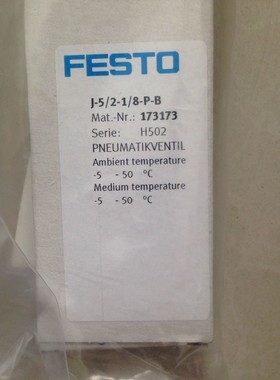 FESTO
J-5/2-1/8-P-B
Mat.-Nr.: 173173
Serie: H502
PNEUMATIKVENTIL
Ambient temperature
-5 - 50 °C
Medium temperature
-5 - 50 °C